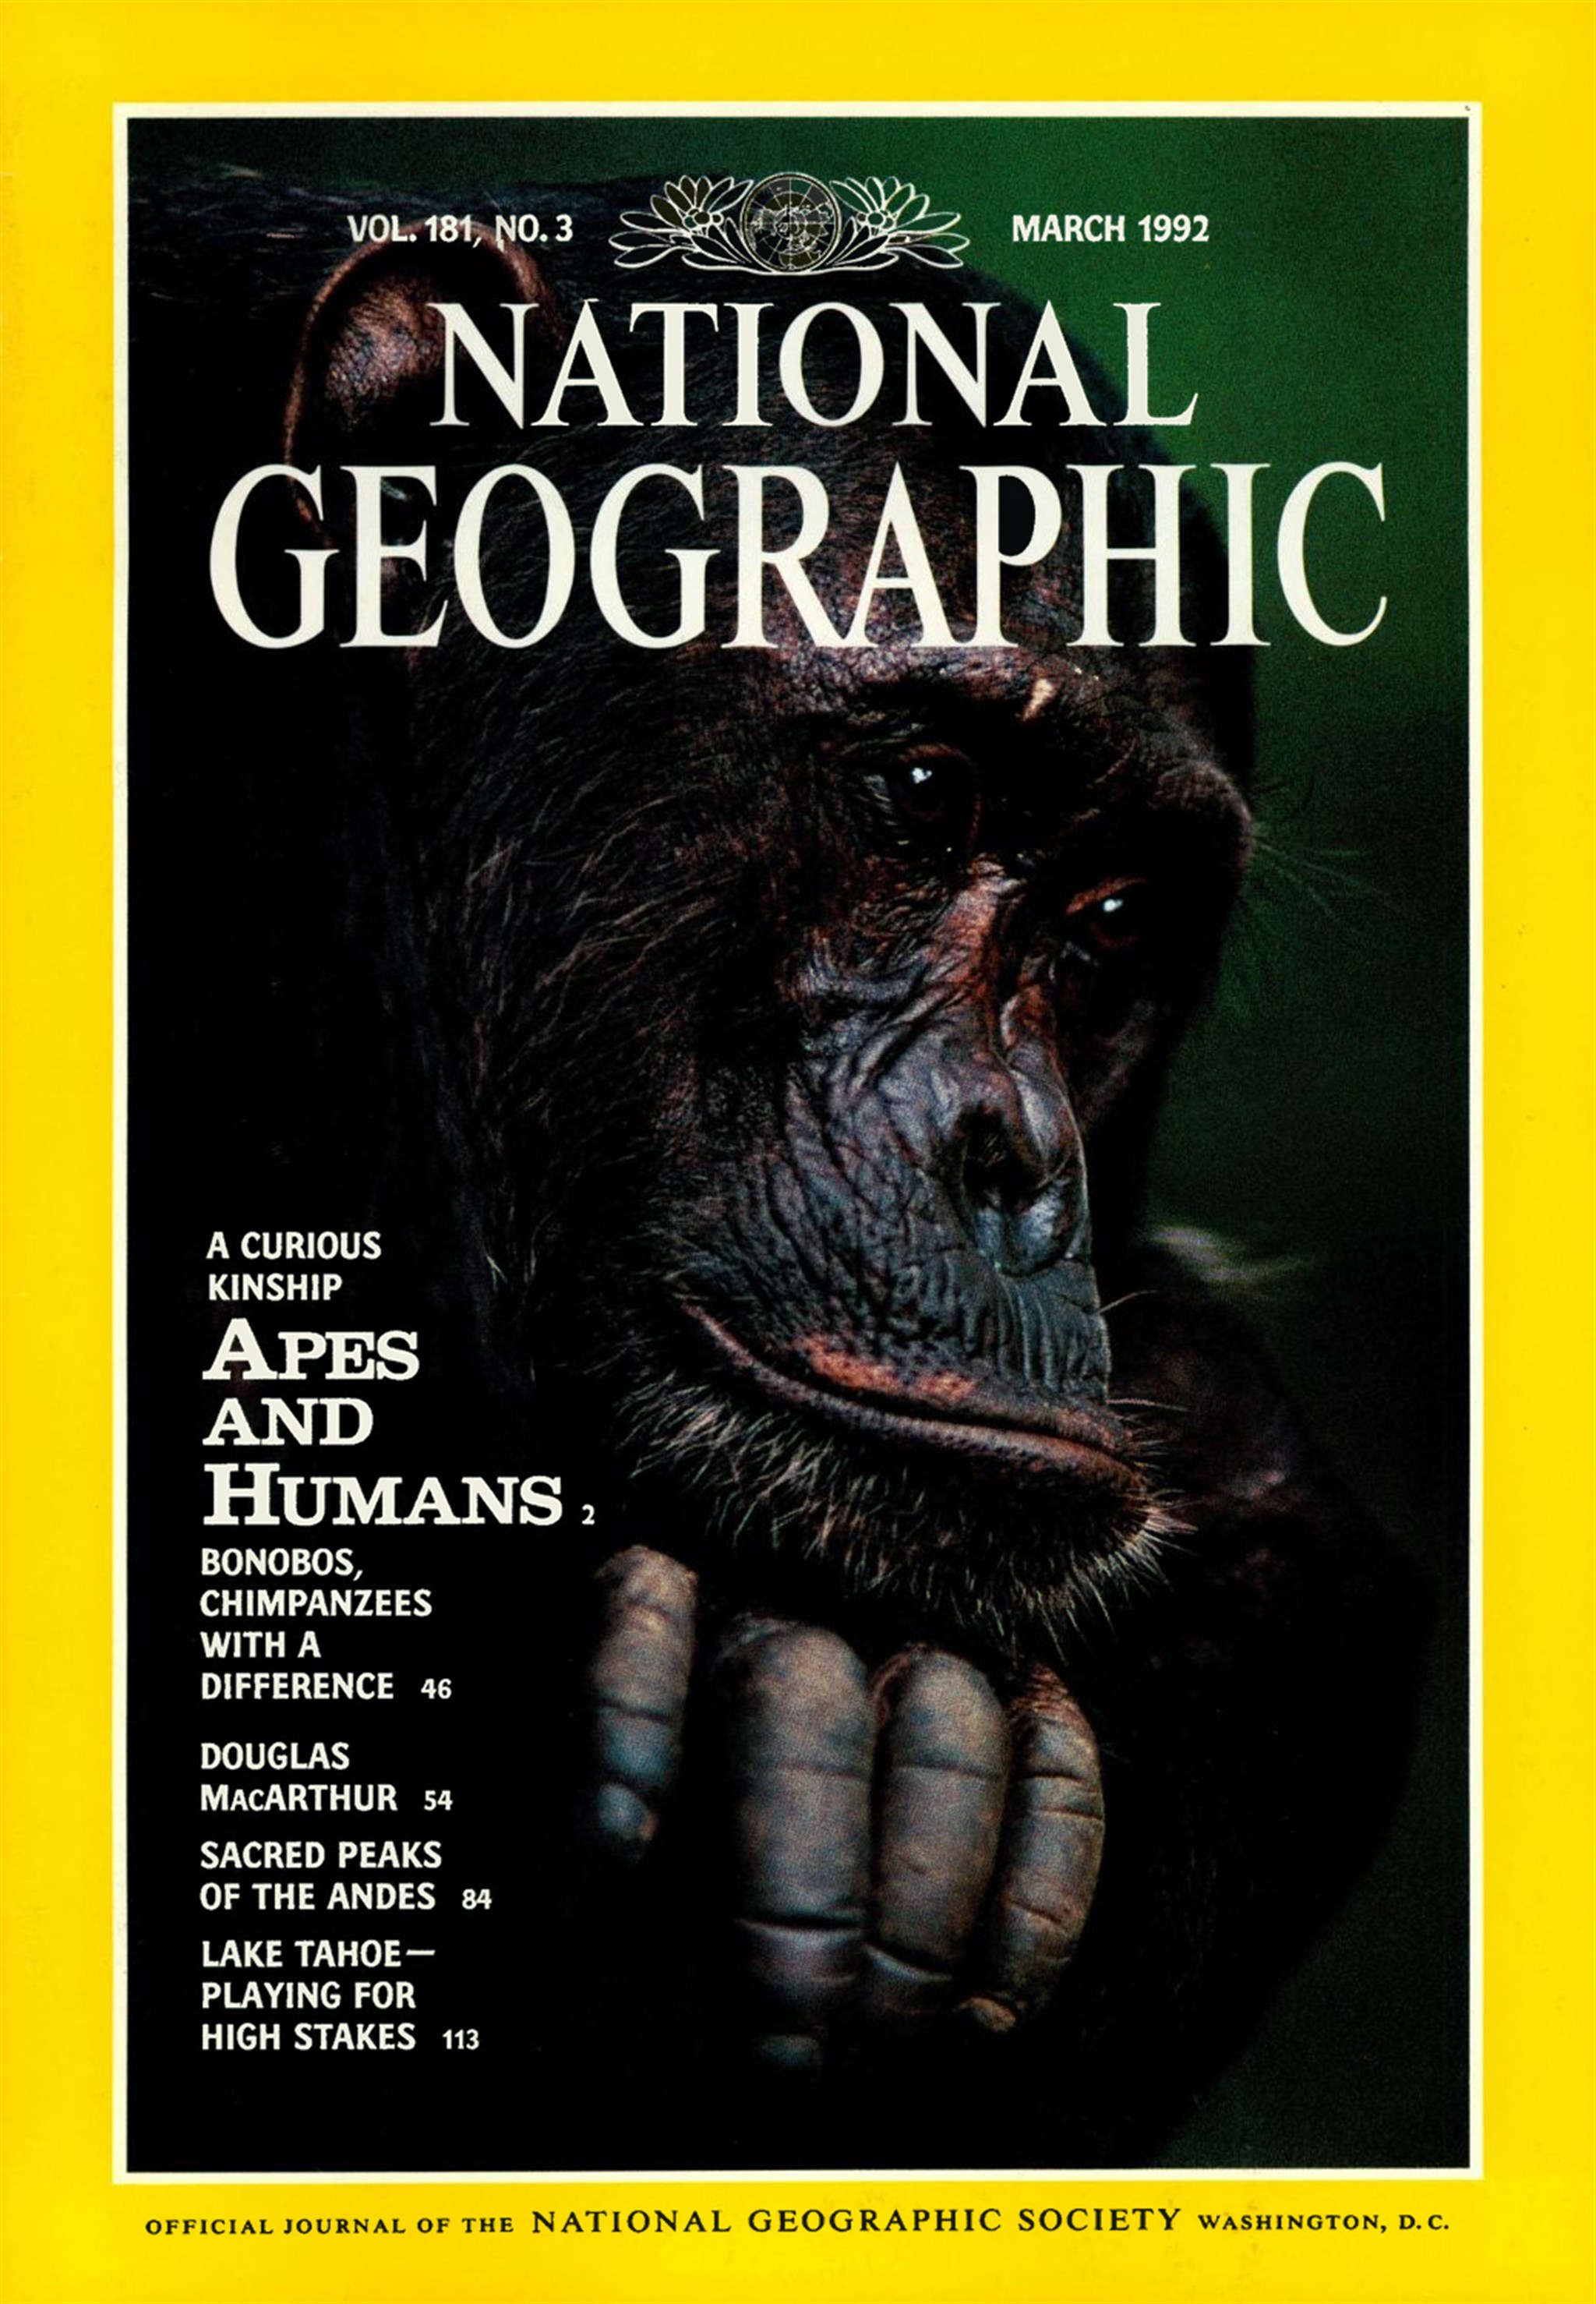 VOL. 181, NO. 3
MARCH 1992
NATIONAL
GEOGRAPHIC
A CURIOUS
KINSHIP
APES
AND
HUMANS 2
BONOBOS,
CHIMPANZEES
WITH A
DIFFERENCE 46
DOUGLAS
MACARTHUR 54
SACRED PEAKS
OF THE ANDES 84
LAKE TAHOE—
PLAYING FOR
HIGH STAKES 113
OFFICIAL JOURNAL OF THE NATIONAL GEOGRAPHIC SOCIETY WASHINGTON, D.C.